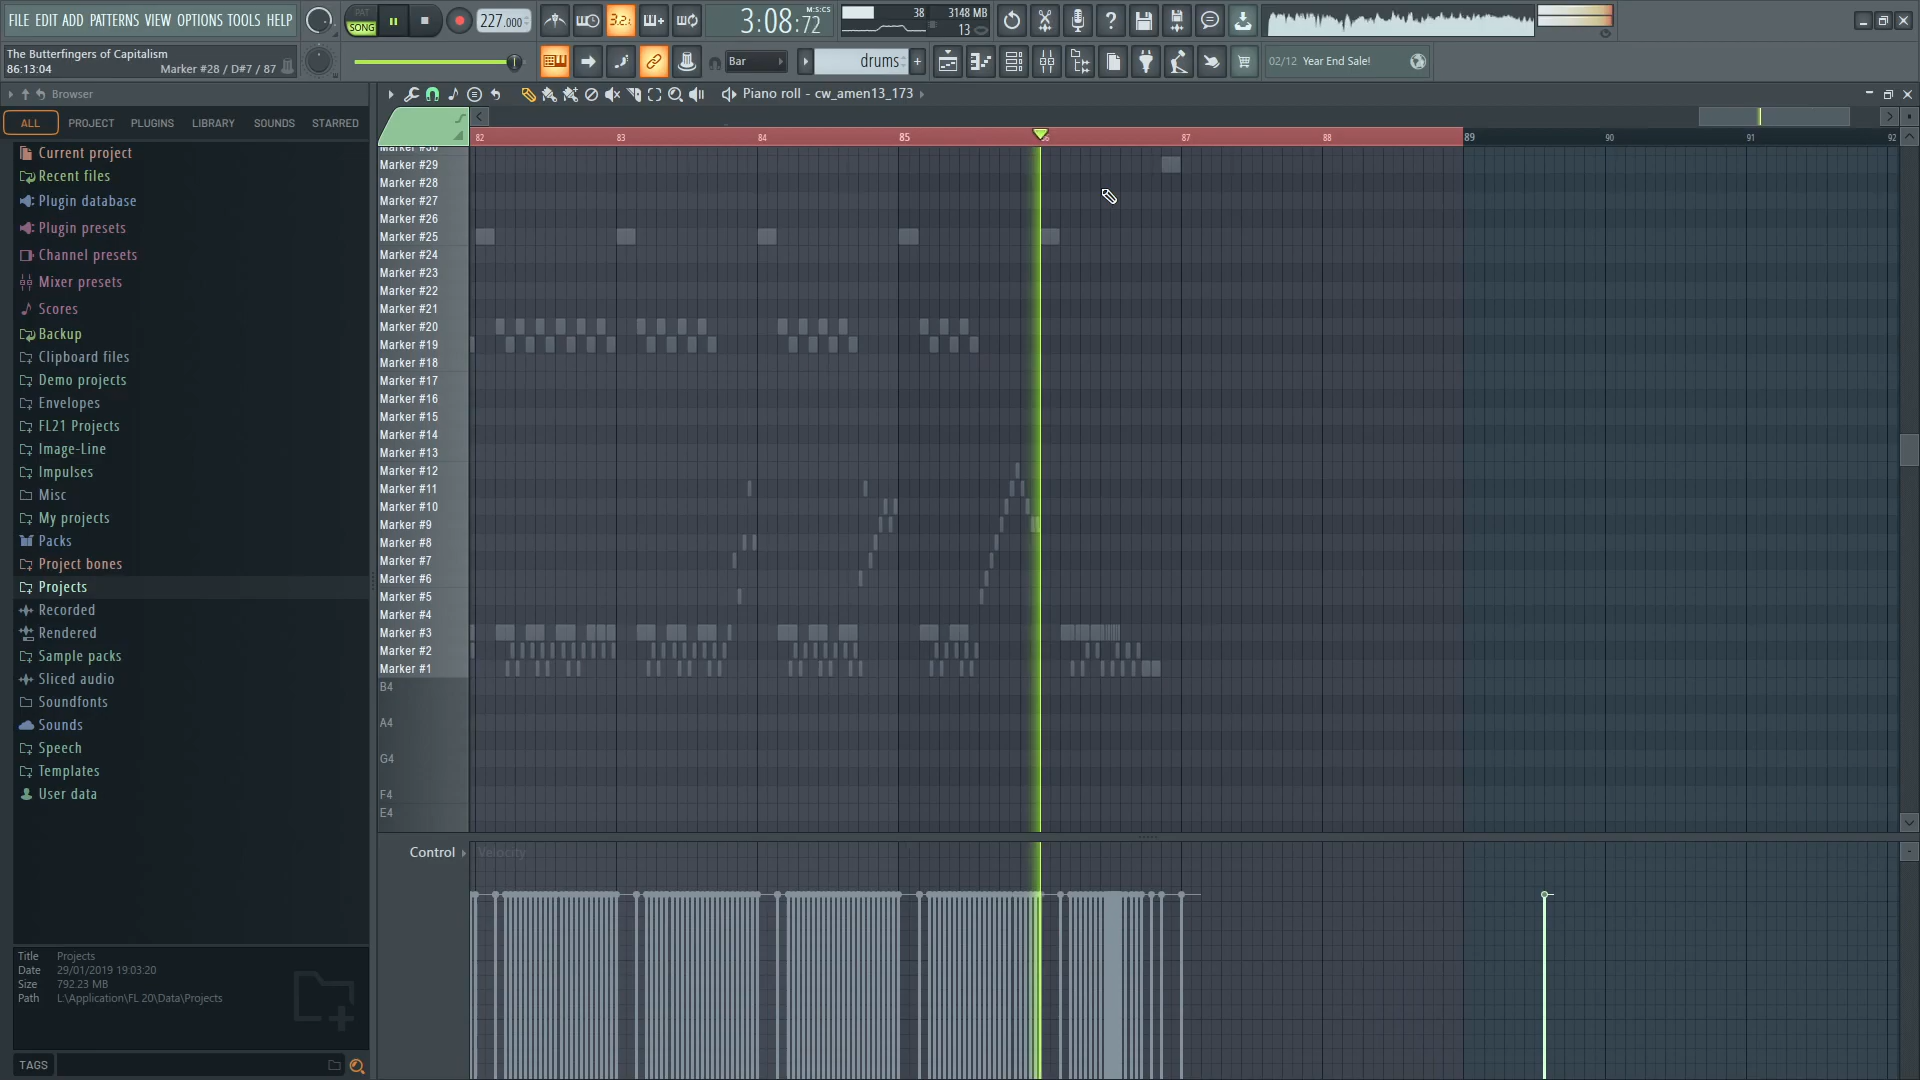 FILE EDIT ADD PATTERNS VIEW OPTIONS TOOLS HELP
PAT
SONG
227.000
3.2.
3:08:72
M:S:CS
38
3148 MB
13
The Butterfingers of Capitalism
86:13:04
Marker #28 / D#7 / 87
Bar
drums
02/12 Year End Sale!
Browser
Piano roll - cw_amen13_173
ALL
PROJECT
PLUGINS
LIBRARY
SOUNDS
STARRED
82
83
84
85
87
88
89
90
91
92
Current project
Recent files
Plugin database
Plugin presets
Channel presets
Mixer presets
Scores
Backup
Clipboard files
Demo projects
Envelopes
FL21 Projects
Image-Line
Impulses
Misc
My projects
Packs
Project bones
Projects
Recorded
Rendered
Sample packs
Sliced audio
Soundfonts
Sounds
Speech
Templates
User data
Marker #30
Marker #29
Marker #28
Marker #27
Marker #26
Marker #25
Marker #24
Marker #23
Marker #22
Marker #21
Marker #20
Marker #19
Marker #18
Marker #17
Marker #16
Marker #15
Marker #14
Marker #13
Marker #12
Marker #11
Marker #10
Marker #9
Marker #8
Marker #7
Marker #6
Marker #5
Marker #4
Marker #3
Marker #2
Marker #1
B4
A4
G4
F4
E4
Control
Velocity
Title Projects
Date 29/01/2019 19:03:20
Size 792.23 MB
Path L:\Application\FL 20\Data\Projects
TAGS